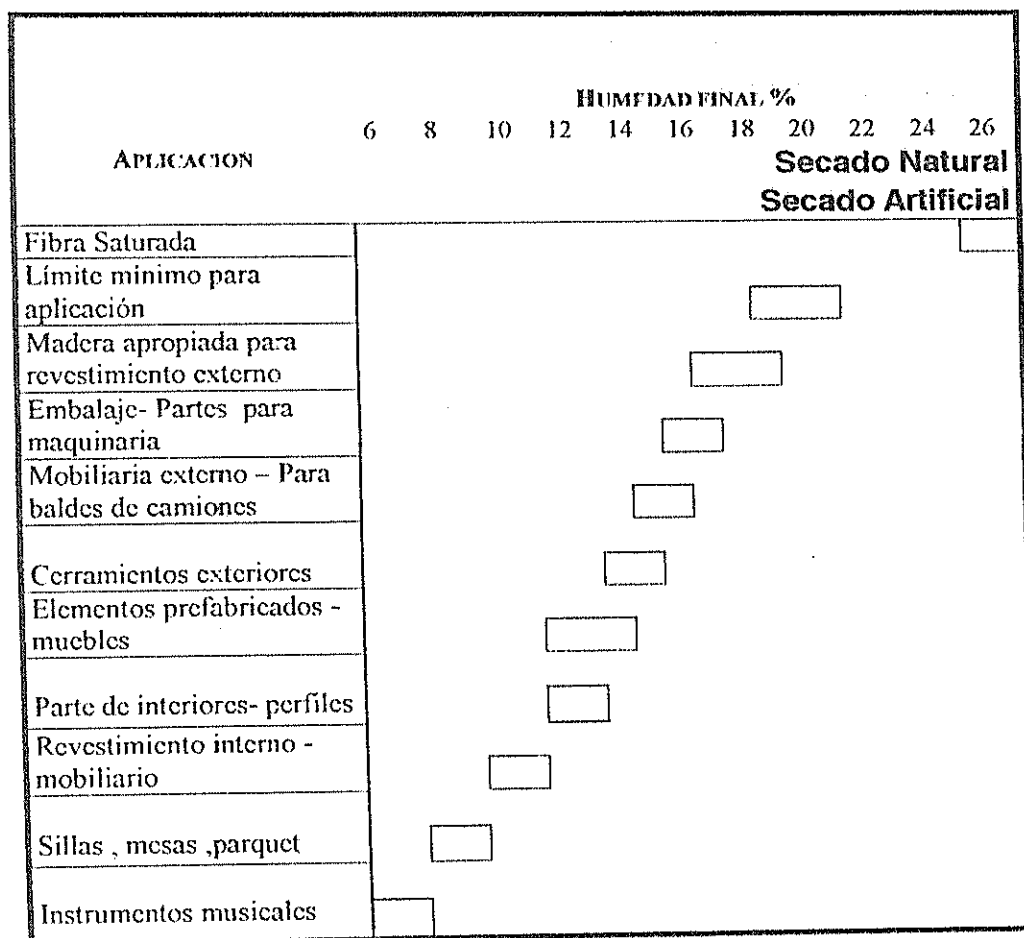 HUMEDAD FINAL %
6 8 10 12 14 16 18 20 22 24 26
APLICACION
Secado Natural
Secado Artificial
Fibra Saturada
Límite minimo para
aplicación
Madera apropiada para
revestimiento externo
Embalaje- Partes para
maquinaria
Mobiliaria externo – Para
baldes de camiones
Cerramientos exteriores
Elementos prefabricados -
muebles
Parte de interiores- perfiles
Revestimiento interno -
mobiliario
Sillas , mesas ,parquet
Instrumentos musicales